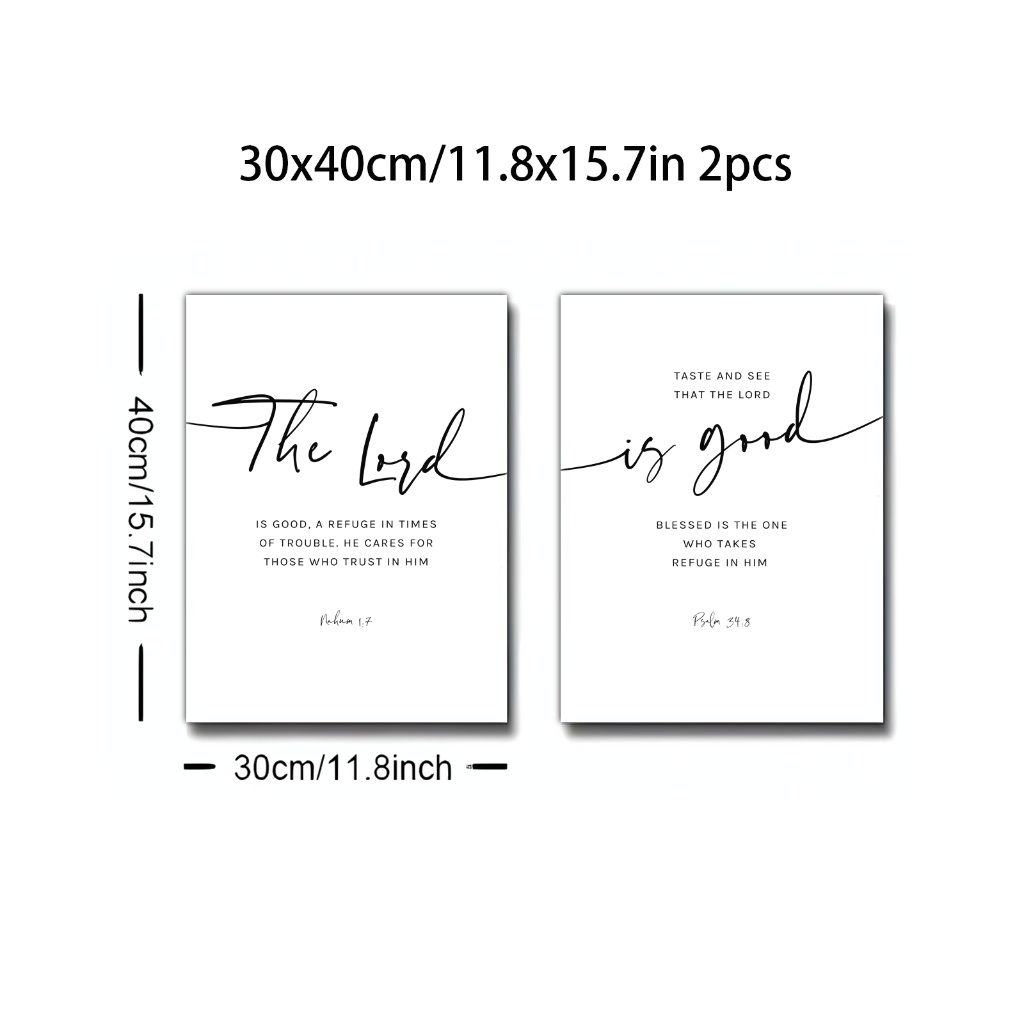 30x40cm/11.8x15.7in 2pcs
40cm/15.7inch
The Lord
IS GOOD, A REFUGE IN TIMES
OF TROUBLE. HE CARES FOR
THOSE WHO TRUST IN HIM
Nahum 1:7
TASTE AND SEE
THAT THE LORD
is good
BLESSED IS THE ONE
WHO TAKES
REFUGE IN HIM
Psalm 34:8
30cm/11.8inch